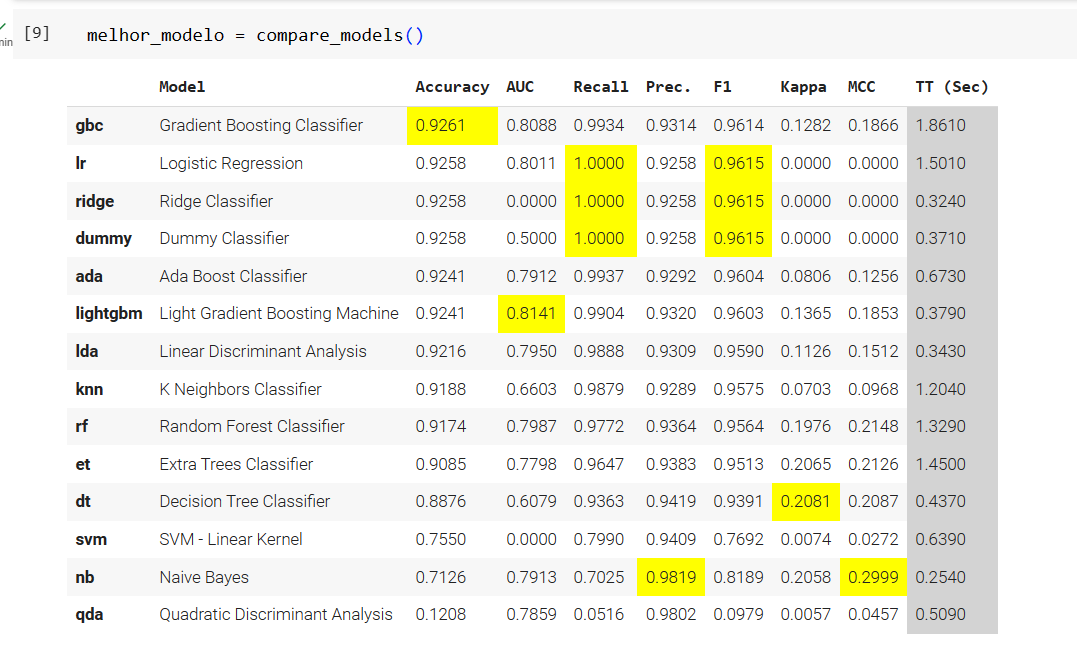 [9] melhor_modelo = compare_models()
min
Model Accuracy AUC Recall Prec. F1 Kappa MCC TT (Sec)
gbc Gradient Boosting Classifier 0.9261 0.8088 0.9934 0.9314 0.9614 0.1282 0.1866 1.8610
lr Logistic Regression 0.9258 0.8011 1.0000 0.9258 0.9615 0.0000 0.0000 1.5010
ridge Ridge Classifier 0.9258 0.0000 1.0000 0.9258 0.9615 0.0000 0.0000 0.3240
dummy Dummy Classifier 0.9258 0.5000 1.0000 0.9258 0.9615 0.0000 0.0000 0.3710
ada Ada Boost Classifier 0.9241 0.7912 0.9937 0.9292 0.9604 0.0806 0.1256 0.6730
lightgbm Light Gradient Boosting Machine 0.9241 0.8141 0.9904 0.9320 0.9603 0.1365 0.1853 0.3790
lda Linear Discriminant Analysis 0.9216 0.7950 0.9888 0.9309 0.9590 0.1126 0.1512 0.3430
knn K Neighbors Classifier 0.9188 0.6603 0.9879 0.9289 0.9575 0.0703 0.0968 1.2040
rf Random Forest Classifier 0.9174 0.7987 0.9772 0.9364 0.9564 0.1976 0.2148 1.3290
et Extra Trees Classifier 0.9085 0.7798 0.9647 0.9383 0.9513 0.2065 0.2126 1.4500
dt Decision Tree Classifier 0.8876 0.6079 0.9363 0.9419 0.9391 0.2081 0.2087 0.4370
svm SVM - Linear Kernel 0.7550 0.0000 0.7990 0.9409 0.7692 0.0074 0.0272 0.6390
nb Naive Bayes 0.7126 0.7913 0.7025 0.9819 0.8189 0.2058 0.2999 0.2540
qda Quadratic Discriminant Analysis 0.1208 0.7859 0.0516 0.9802 0.0979 0.0057 0.0457 0.5090